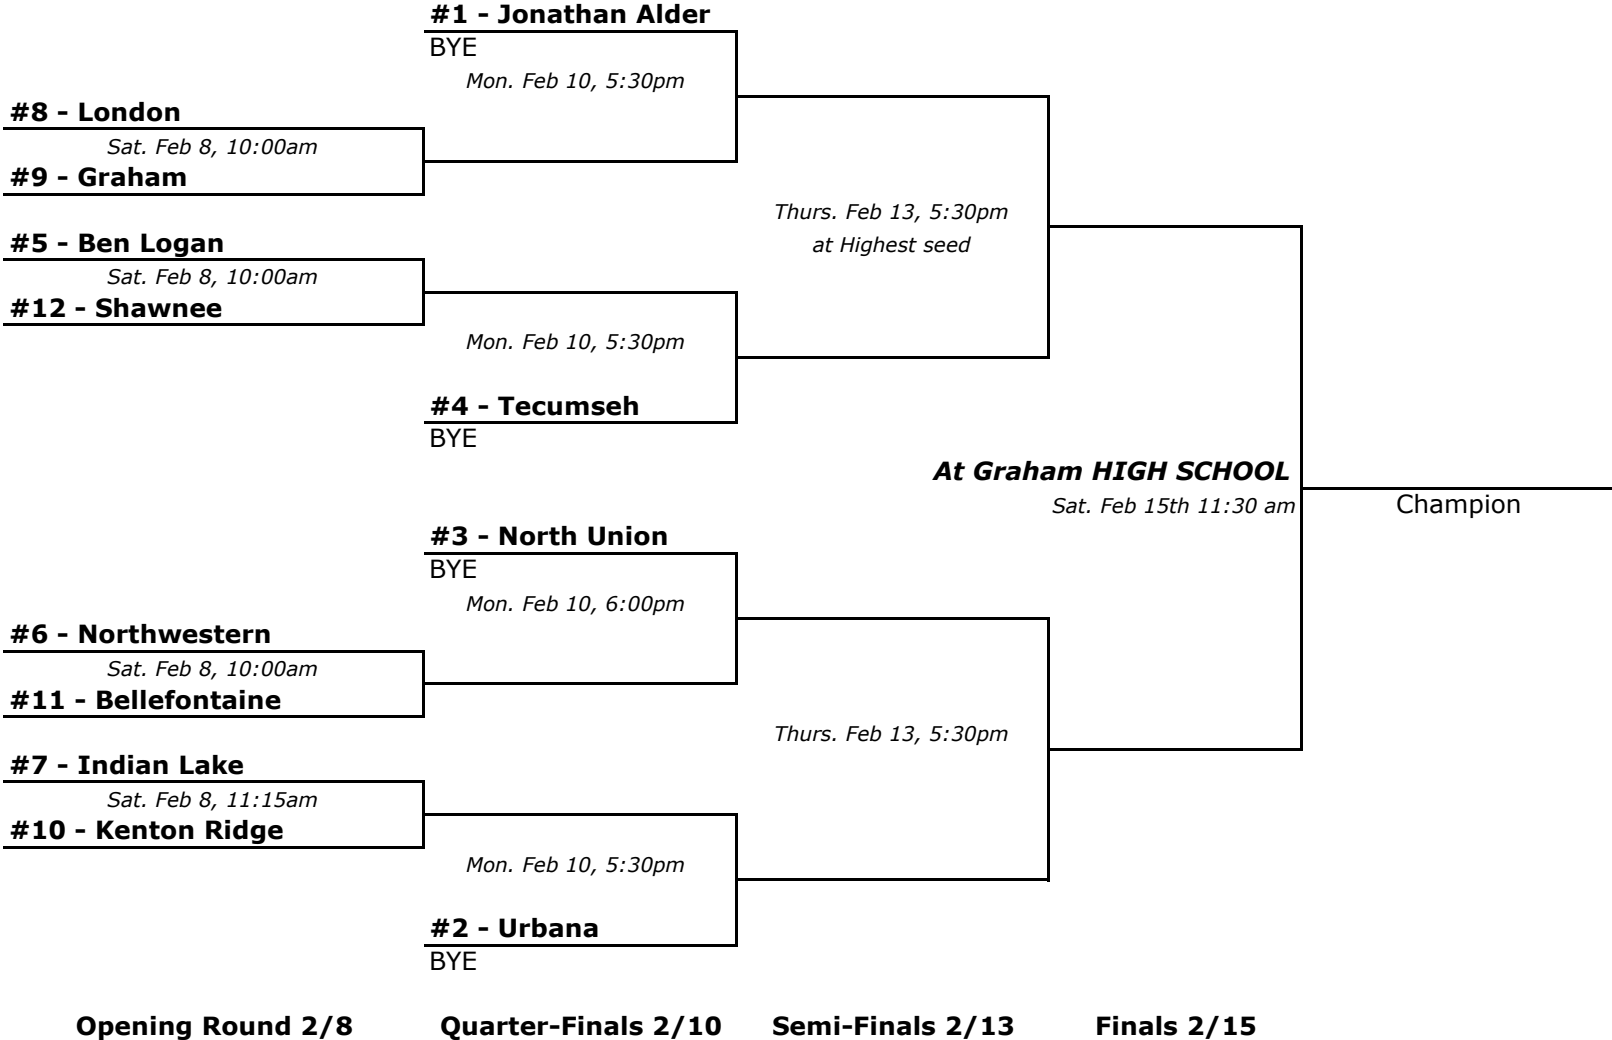 #1 - Jonathan Alder
BYE
Mon. Feb 10, 5:30pm
#8 - London
Sat. Feb 8, 10:00am
#9 - Graham
Thurs. Feb 13, 5:30pm
at Highest seed
#5 - Ben Logan
Sat. Feb 8, 10:00am
#12 - Shawnee
Mon. Feb 10, 5:30pm
#4 - Tecumseh
BYE
At Graham HIGH SCHOOL
Sat. Feb 15th 11:30 am
Champion
#3 - North Union
BYE
Mon. Feb 10, 6:00pm
#6 - Northwestern
Sat. Feb 8, 10:00am
#11 - Bellefontaine
Thurs. Feb 13, 5:30pm
#7 - Indian Lake
Sat. Feb 8, 11:15am
#10 - Kenton Ridge
Mon. Feb 10, 5:30pm
#2 - Urbana
BYE
Opening Round 2/8
Quarter-Finals 2/10
Semi-Finals 2/13
Finals 2/15